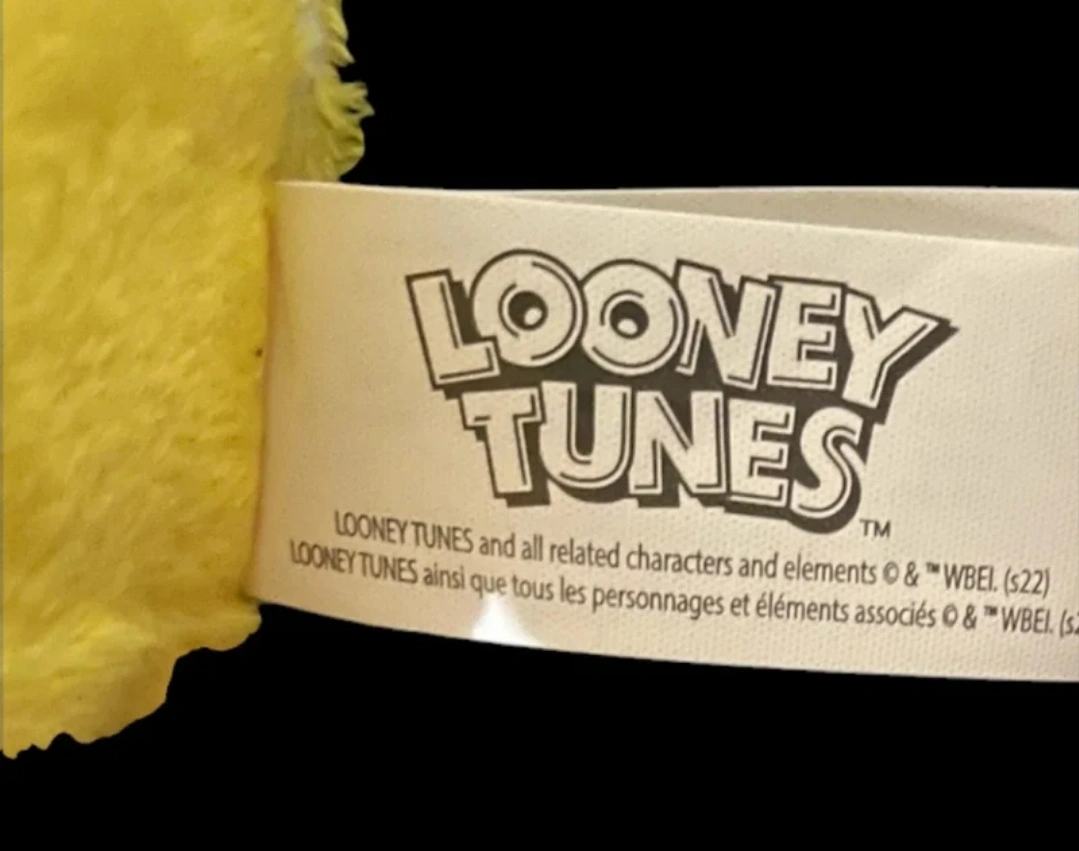 LOONEY
TUNES
TM
LOONEY TUNES and all related characters and elements © & ™ WBEI. (s22)
LOONEY TUNES ainsi que tous les personnages et éléments associés © & ™ WBEI.